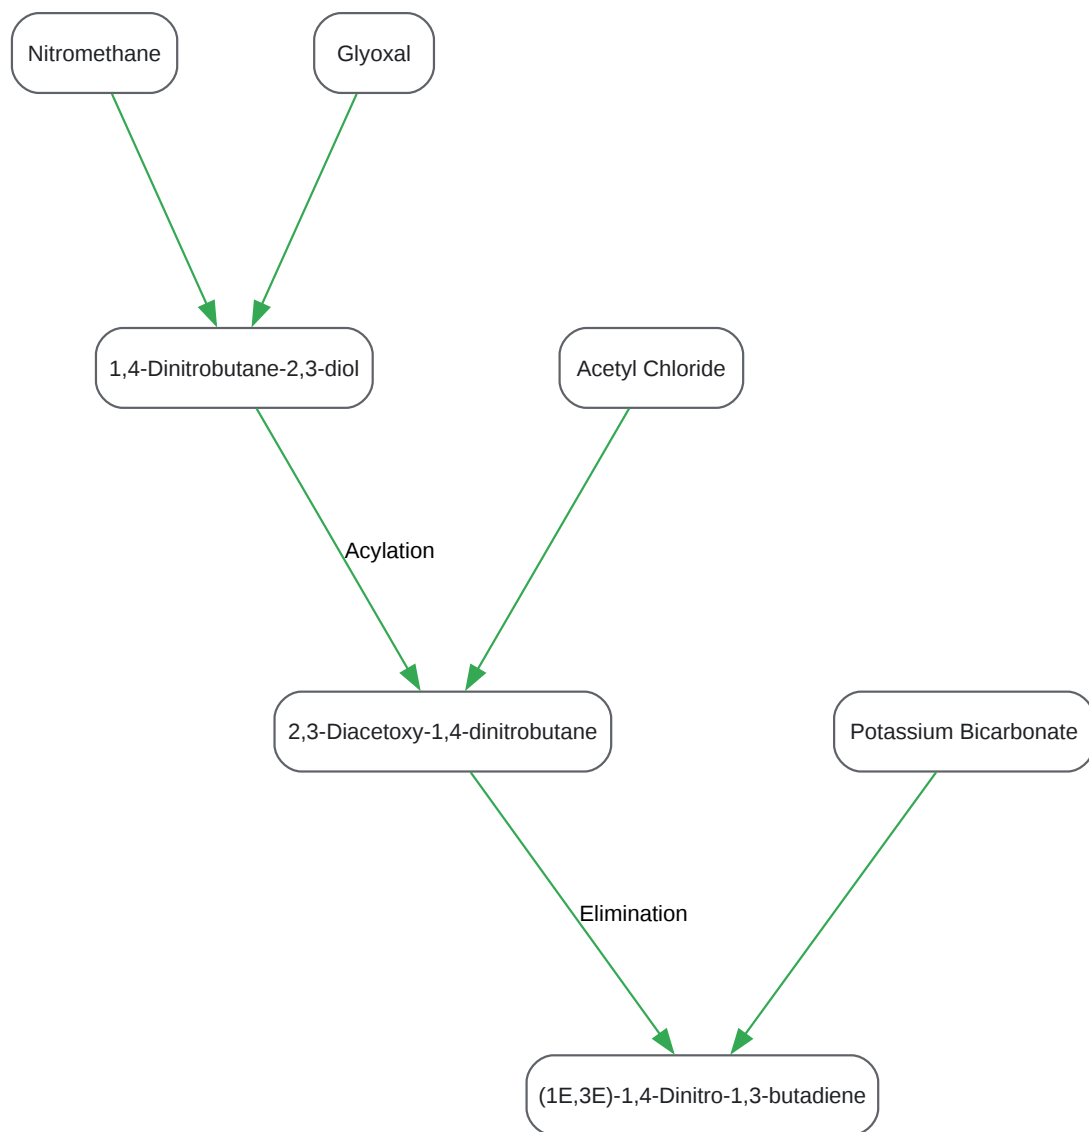 Nitromethane
Glyoxal
1,4-Dinitrobutane-2,3-diol
Acetyl Chloride
Acylation
2,3-Diacetoxy-1,4-dinitrobutane
Potassium Bicarbonate
Elimination
(1E,3E)-1,4-Dinitro-1,3-butadiene